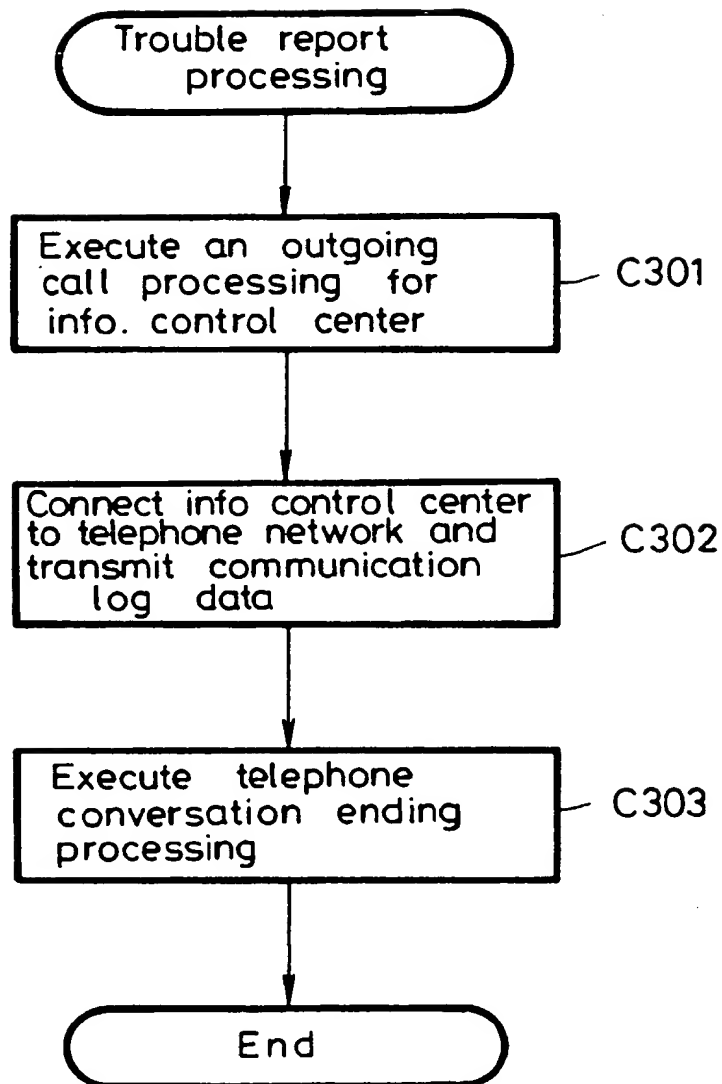 Trouble report
processing
Execute an outgoing
call processing for
info. control center
C301
Connect info control center
to telephone network and
transmit communication
log data
C302
Execute telephone
conversation ending
processing
C303
End